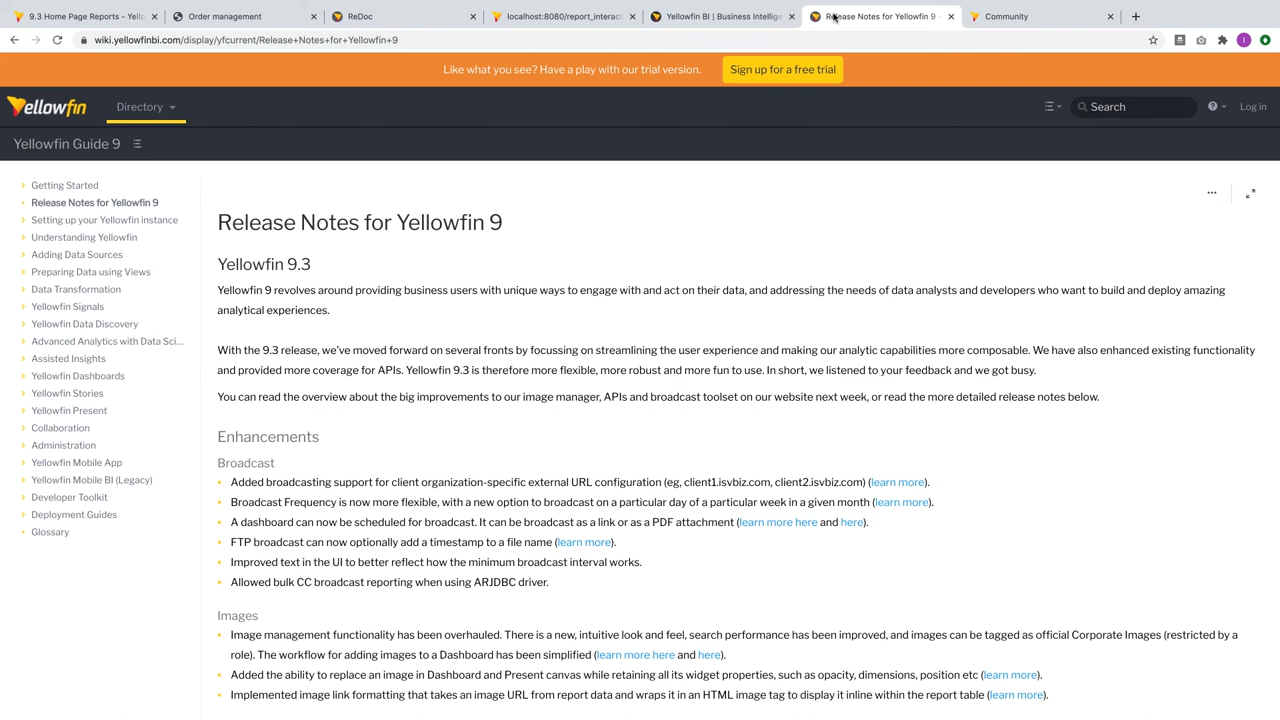 9.3 Home Page Reports - Yello
Order management
ReDoc
localhost:8080/report_interact
Yellowfin BI | Business Intellige
Release Notes for Yellowfin 9 -
Community
wiki.yellowfinbi.com/display/yfcurrent/Release+Notes+for+Yellowfin+9
Like what you see? Have a play with our trial version.
Sign up for a free trial
Yellowfin
Directory
Search
Log in
Yellowfin Guide 9
Getting Started
Release Notes for Yellowfin 9
Setting up your Yellowfin instance
Understanding Yellowfin
Adding Data Sources
Preparing Data using Views
Data Transformation
Yellowfin Signals
Yellowfin Data Discovery
Advanced Analytics with Data Sci...
Assisted Insights
Yellowfin Dashboards
Yellowfin Stories
Yellowfin Present
Collaboration
Administration
Yellowfin Mobile App
Yellowfin Mobile BI (Legacy)
Developer Toolkit
Deployment Guides
Glossary
Release Notes for Yellowfin 9
Yellowfin 9.3
Yellowfin 9 revolves around providing business users with unique ways to engage with and act on their data, and addressing the needs of data analysts and developers who want to build and deploy amazing
analytical experiences.
With the 9.3 release, we've moved forward on several fronts by focussing on streamlining the user experience and making our analytic capabilities more composable. We have also enhanced existing functionality
and provided more coverage for APIs. Yellowfin 9.3 is therefore more flexible, more robust and more fun to use. In short, we listened to your feedback and we got busy.
You can read the overview about the big improvements to our image manager, APIs and broadcast toolset on our website next week, or read the more detailed release notes below.
Enhancements
Broadcast
Added broadcasting support for client organization-specific external URL configuration (eg, client1.isvbiz.com, client2.isvbiz.com) (learn more).
Broadcast Frequency is now more flexible, with a new option to broadcast on a particular day of a particular week in a given month (learn more).
A dashboard can now be scheduled for broadcast. It can be broadcast as a link or as a PDF attachment (learn more here and here).
FTP broadcast can now optionally add a timestamp to a file name (learn more).
Improved text in the UI to better reflect how the minimum broadcast interval works.
Allowed bulk CC broadcast reporting when using ARJDBC driver.
Images
Image management functionality has been overhauled. There is a new, intuitive look and feel, search performance has been improved, and images can be tagged as official Corporate Images (restricted by a
role). The workflow for adding images to a Dashboard has been simplified (learn more here and here).
Added the ability to replace an image in Dashboard and Present canvas while retaining all its widget properties, such as opacity, dimensions, position etc (learn more).
Implemented image link formatting that takes an image URL from report data and wraps it in an HTML image tag to display it inline within the report table (learn more).